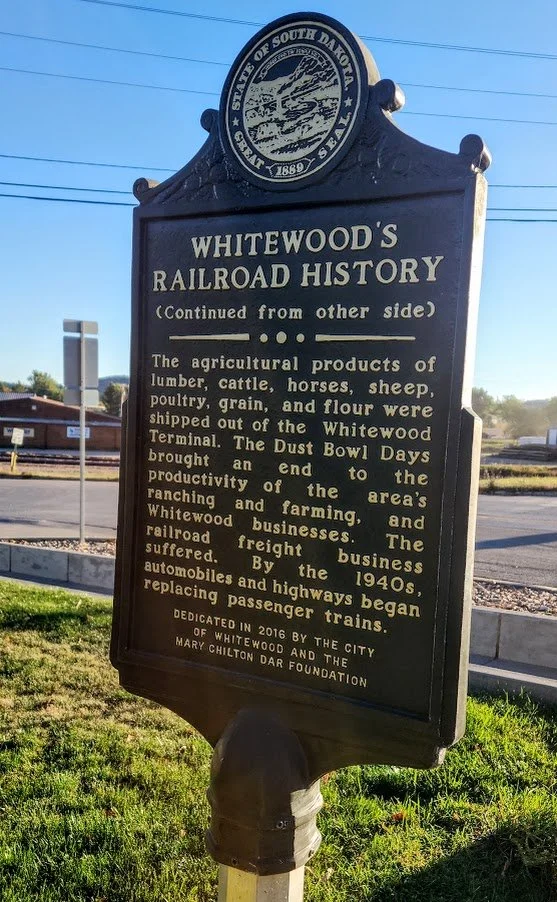 STATE OF SOUTH DAKOTA.
GREAT SEAL
1889
WHITEWOOD'S
RAILROAD HISTORY
(Continued from other side)
The agricultural products of
lumber, cattle, horses, sheep,
poultry, grain, and flour were
shipped out of the Whitewood
Terminal. The Dust Bowl Days
brought an end to the
productivity of the area's
ranching and farming, and
Whitewood businesses. The
railroad freight business
suffered. By the 1940s,
automobiles and highways began
replacing passenger trains.
DEDICATED IN 2016 BY THE CITY
OF WHITEWOOD AND THE
MARY CHILTON DAR FOUNDATION